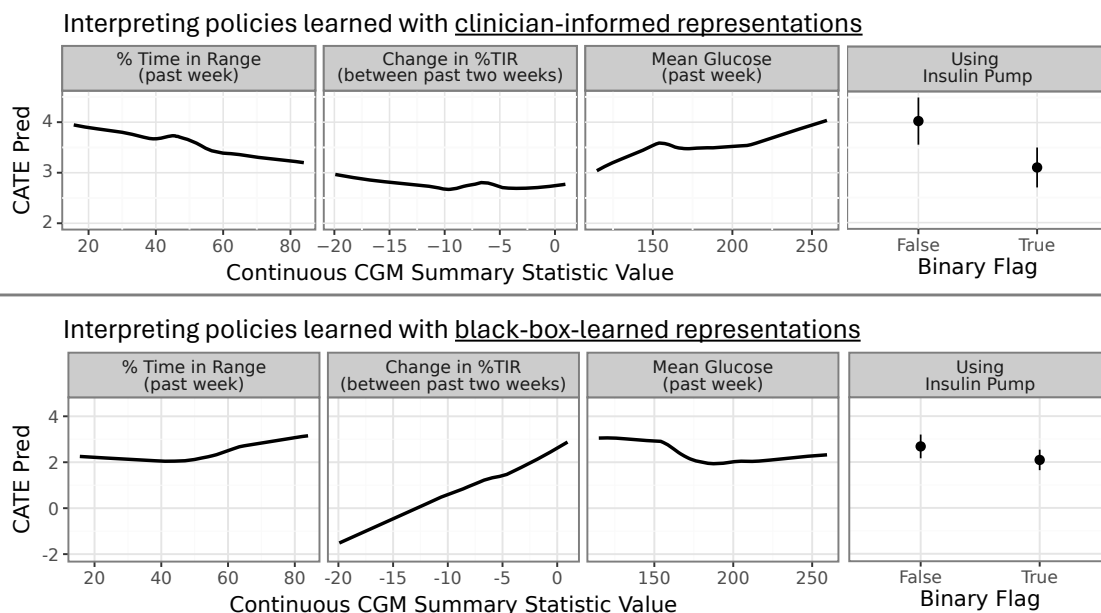 Interpreting policies learned with clinician-informed representations
% Time in Range
(past week)
Change in %TIR
(between past two weeks)
Mean Glucose
(past week)
Using
Insulin Pump
CATE Pred
4
3
2
20 40 60 80
−20 −15 −10 −5 0
150 200 250
False True
Continuous CGM Summary Statistic Value
Binary Flag
Interpreting policies learned with black-box-learned representations
% Time in Range
(past week)
Change in %TIR
(between past two weeks)
Mean Glucose
(past week)
Using
Insulin Pump
CATE Pred
4
2
0
-2
20 40 60 80
-20 -15 -10 -5 0
150 200 250
False True
Continuous CGM Summary Statistic Value
Binary Flag